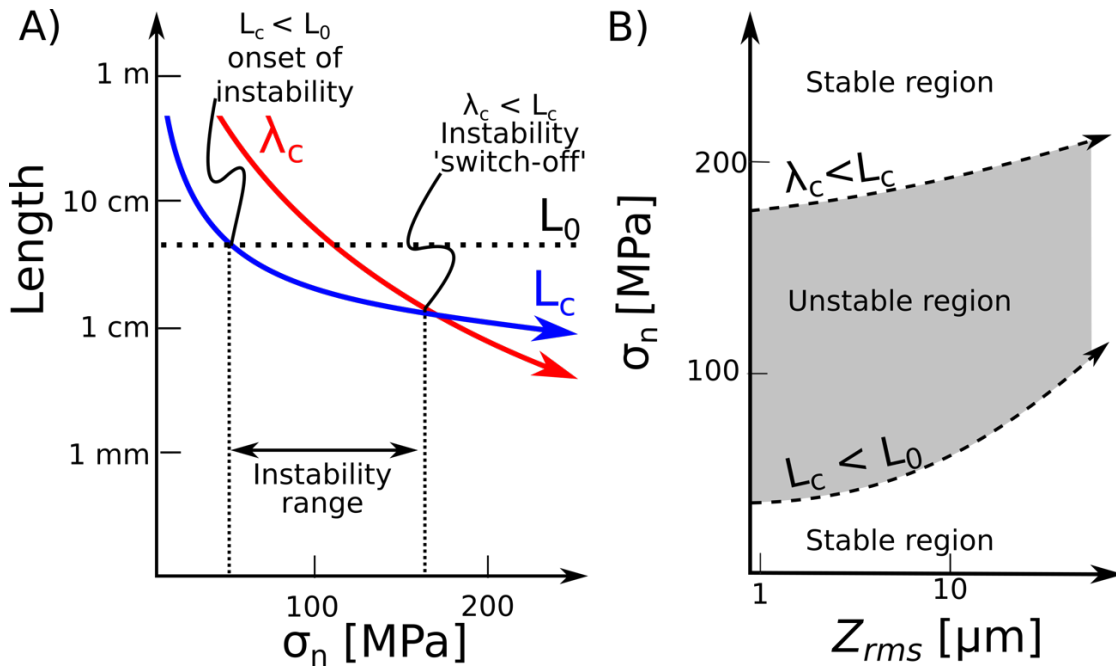 A)
L_c < L_0
onset of
instability
λ_c
λ_c < L_c
Instability
'switch-off'
1 m
10 cm
1 cm
1 mm
Length
L_0
L_c
Instability
range
100
200
σ_n [MPa]
B)
Stable region
200
λ_c<L_c
σ_n [MPa]
Unstable region
100
L_c < L_0
Stable region
1
10
Z_rms [μm]